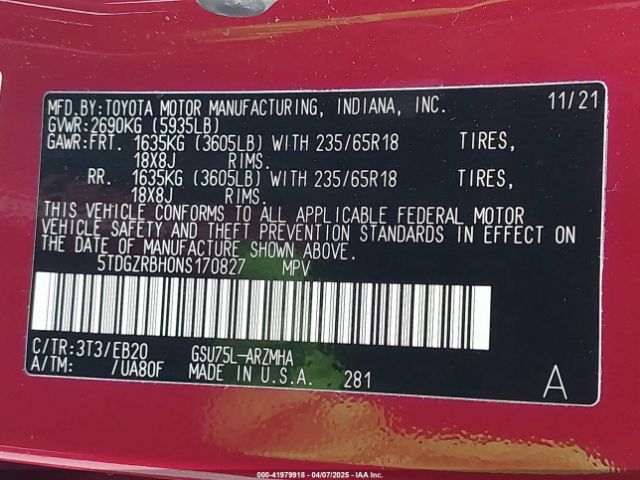 MFD.BY:TOYOTA MOTOR MANUFACTURING, INDIANA, INC. 11/21
GVWR:2690KG (5935LB)
GAWR:FRT. 1635KG (3605LB) WITH 235/65R18 TIRES,
18X8J RIMS.
RR. 1635KG (3605LB) WITH 235/65R18 TIRES,
18X8J RIMS.
THIS VEHICLE CONFORMS TO ALL APPLICABLE FEDERAL MOTOR
VEHICLE SAFETY AND THEFT PREVENTION STANDARDS IN EFFECT ON
THE DATE OF MANUFACTURE SHOWN ABOVE.
5TDGZRBH0NS170827 MPV
C/TR:3T3/EB20 GSU75L-ARZMHA
A/TM: /UA80F MADE IN U.S.A. 281 A
000-41979918 - 04/07/2025 - IAA Inc.